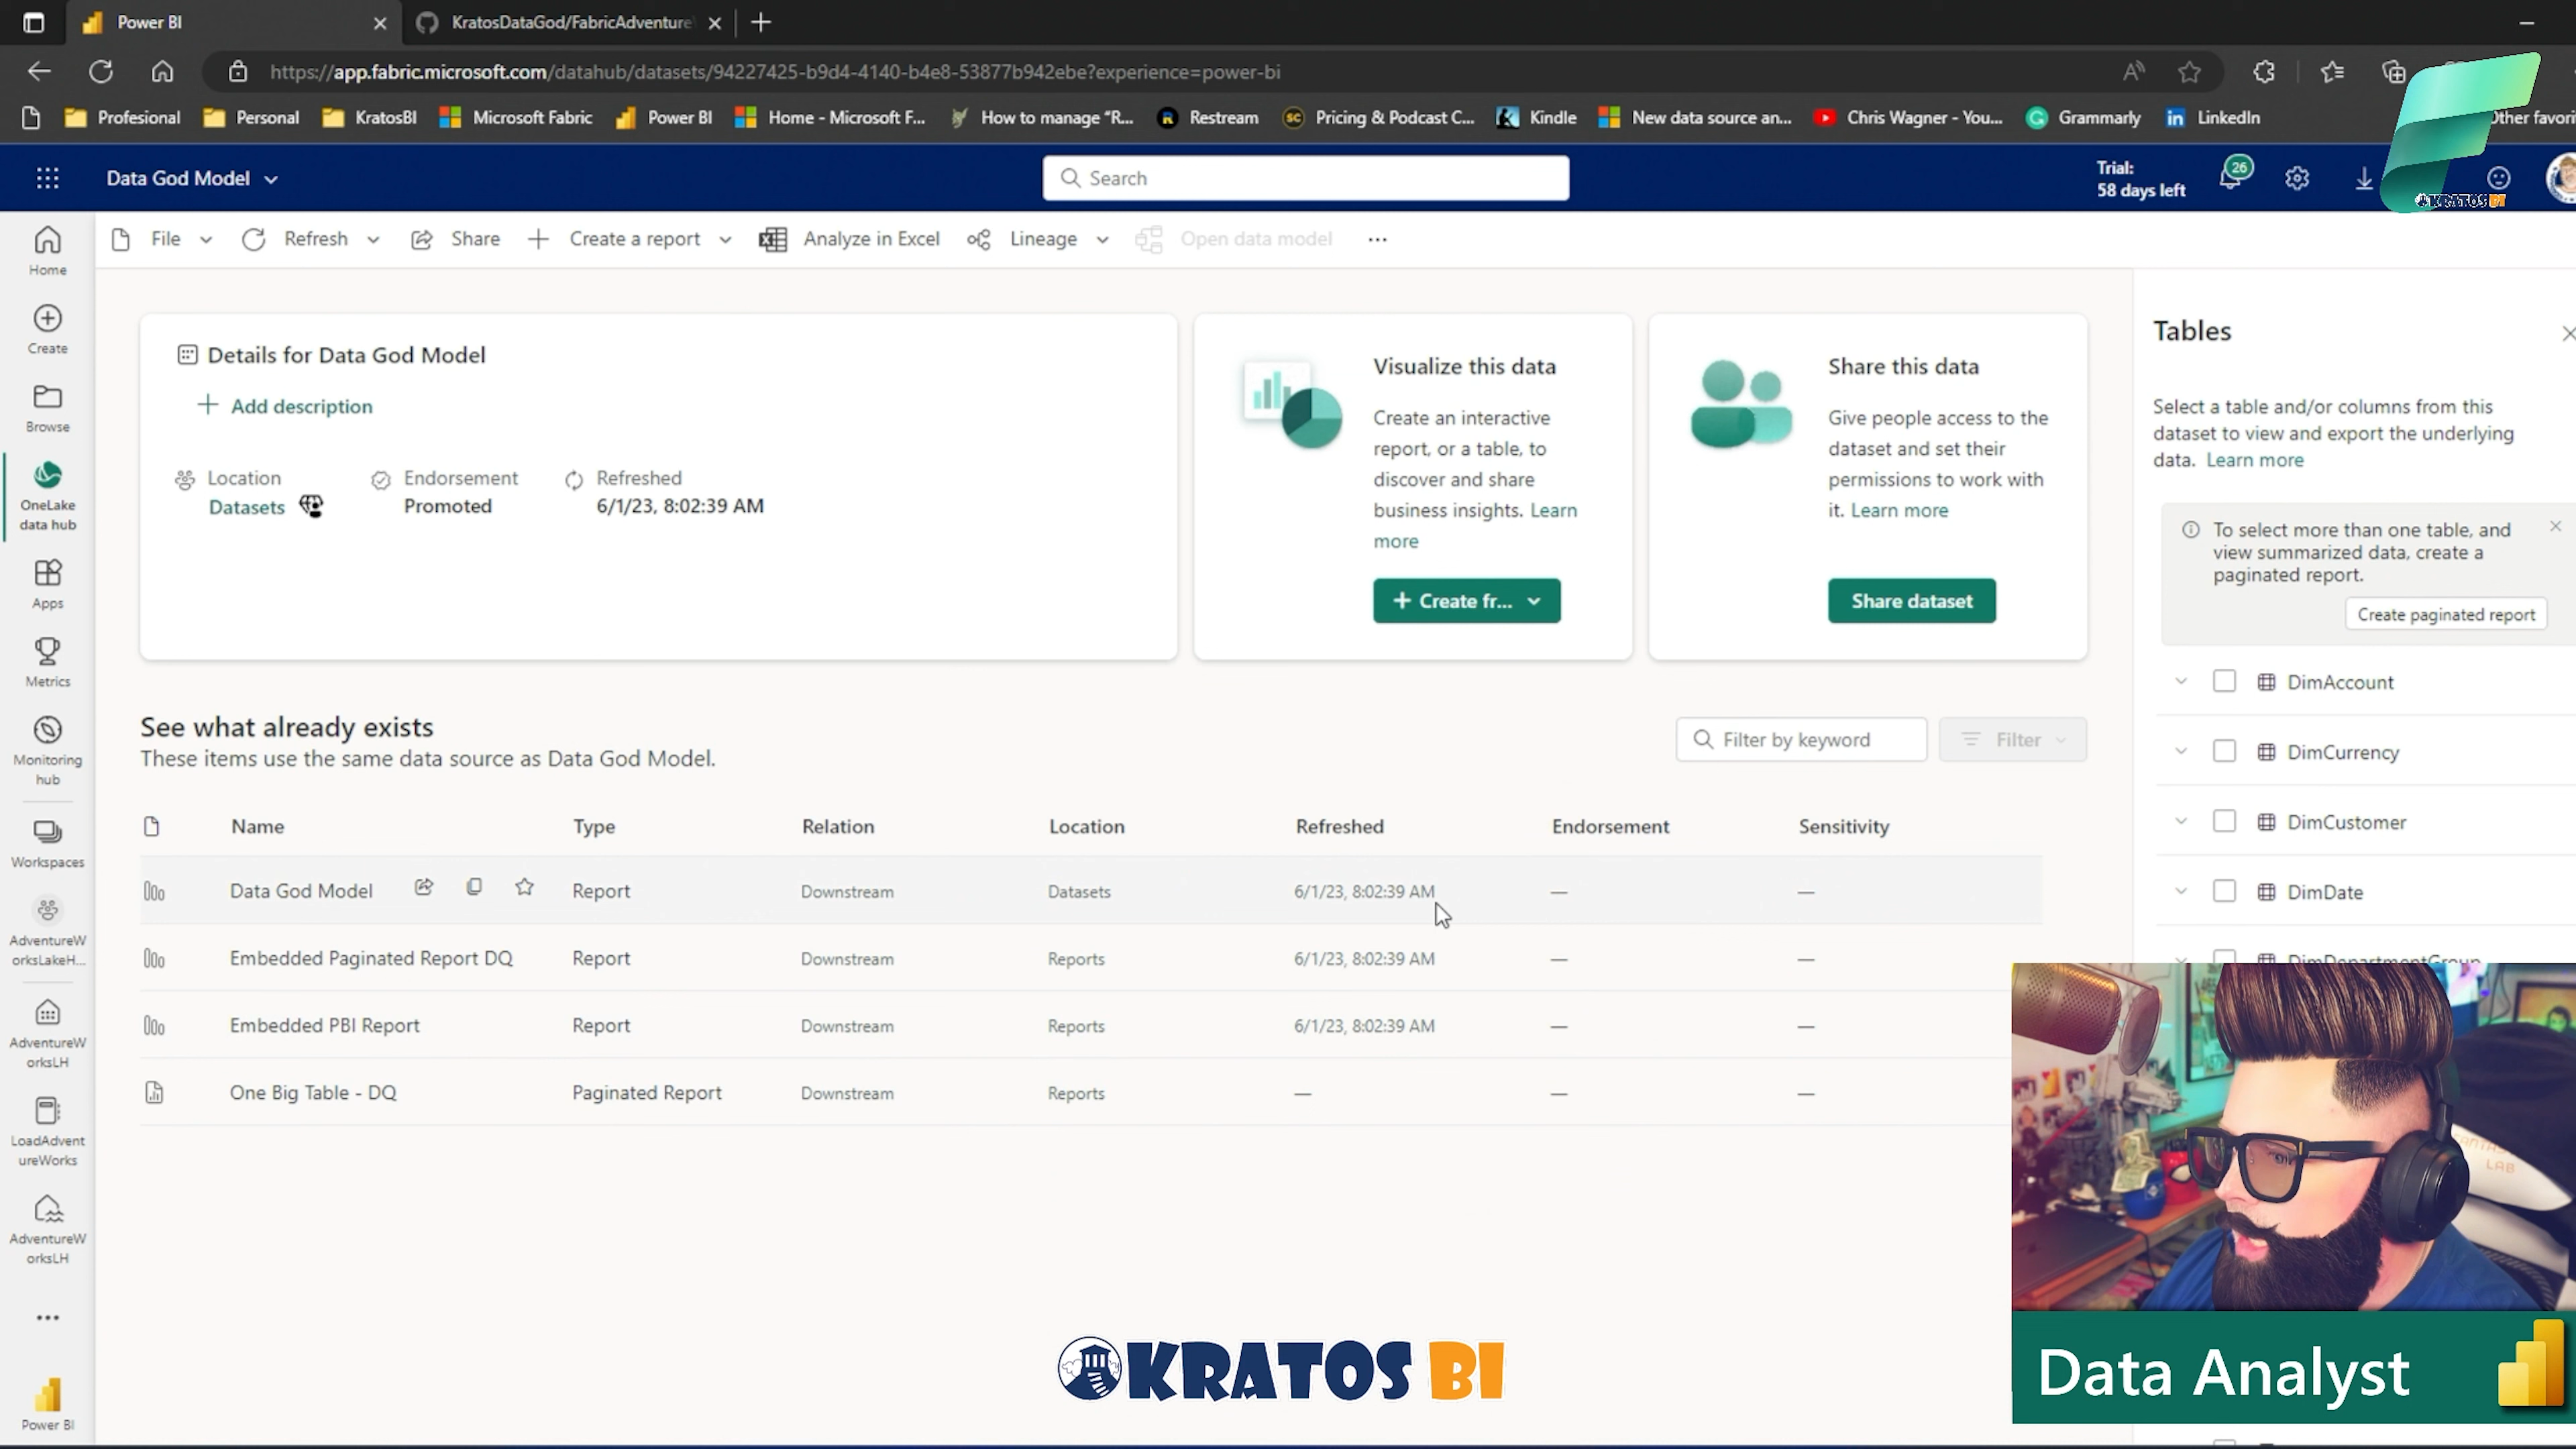 Power BI
KratosDataGod/FabricAdventure
https://app.fabric.microsoft.com/datahub/datasets/94227425-b9d4-4140-b4e8-53877b942ebe?experience=power-bi
Profesional
Personal
KratosBI
Microsoft Fabric
Power BI
Home - Microsoft F...
How to manage “R...
Restream
Pricing & Podcast C...
Kindle
New data source an...
Chris Wagner - You...
Grammarly
LinkedIn
Other favori
Data God Model
Search
Trial:
58 days left
26
KRATOS BI
File
Refresh
Share
Create a report
Analyze in Excel
Lineage
Open data model
Home
Create
Browse
OneLake
data hub
Apps
Metrics
Monitoring
hub
Workspaces
AdventureW
orksLakeH...
AdventureW
orksLH
LoadAdvent
ureWorks
AdventureW
orksLH
Power BI
Details for Data God Model
Add description
Location
Datasets
Endorsement
Promoted
Refreshed
6/1/23, 8:02:39 AM
Visualize this data
Create an interactive
report, or a table, to
discover and share
business insights. Learn
more
+ Create fr...
Share this data
Give people access to the
dataset and set their
permissions to work with
it. Learn more
Share dataset
See what already exists
These items use the same data source as Data God Model.
Filter by keyword
Filter
Name Type Relation Location Refreshed Endorsement Sensitivity
Data God Model Report Downstream Datasets 6/1/23, 8:02:39 AM — —
Embedded Paginated Report DQ Report Downstream Reports 6/1/23, 8:02:39 AM — —
Embedded PBI Report Report Downstream Reports 6/1/23, 8:02:39 AM — —
One Big Table - DQ Paginated Report Downstream Reports — — —
Tables
Select a table and/or columns from this
dataset to view and export the underlying
data. Learn more
To select more than one table, and
view summarized data, create a
paginated report.
Create paginated report
DimAccount
DimCurrency
DimCustomer
DimDate
DimDepartmentGroup
LAB
KRATOS BI
Data Analyst